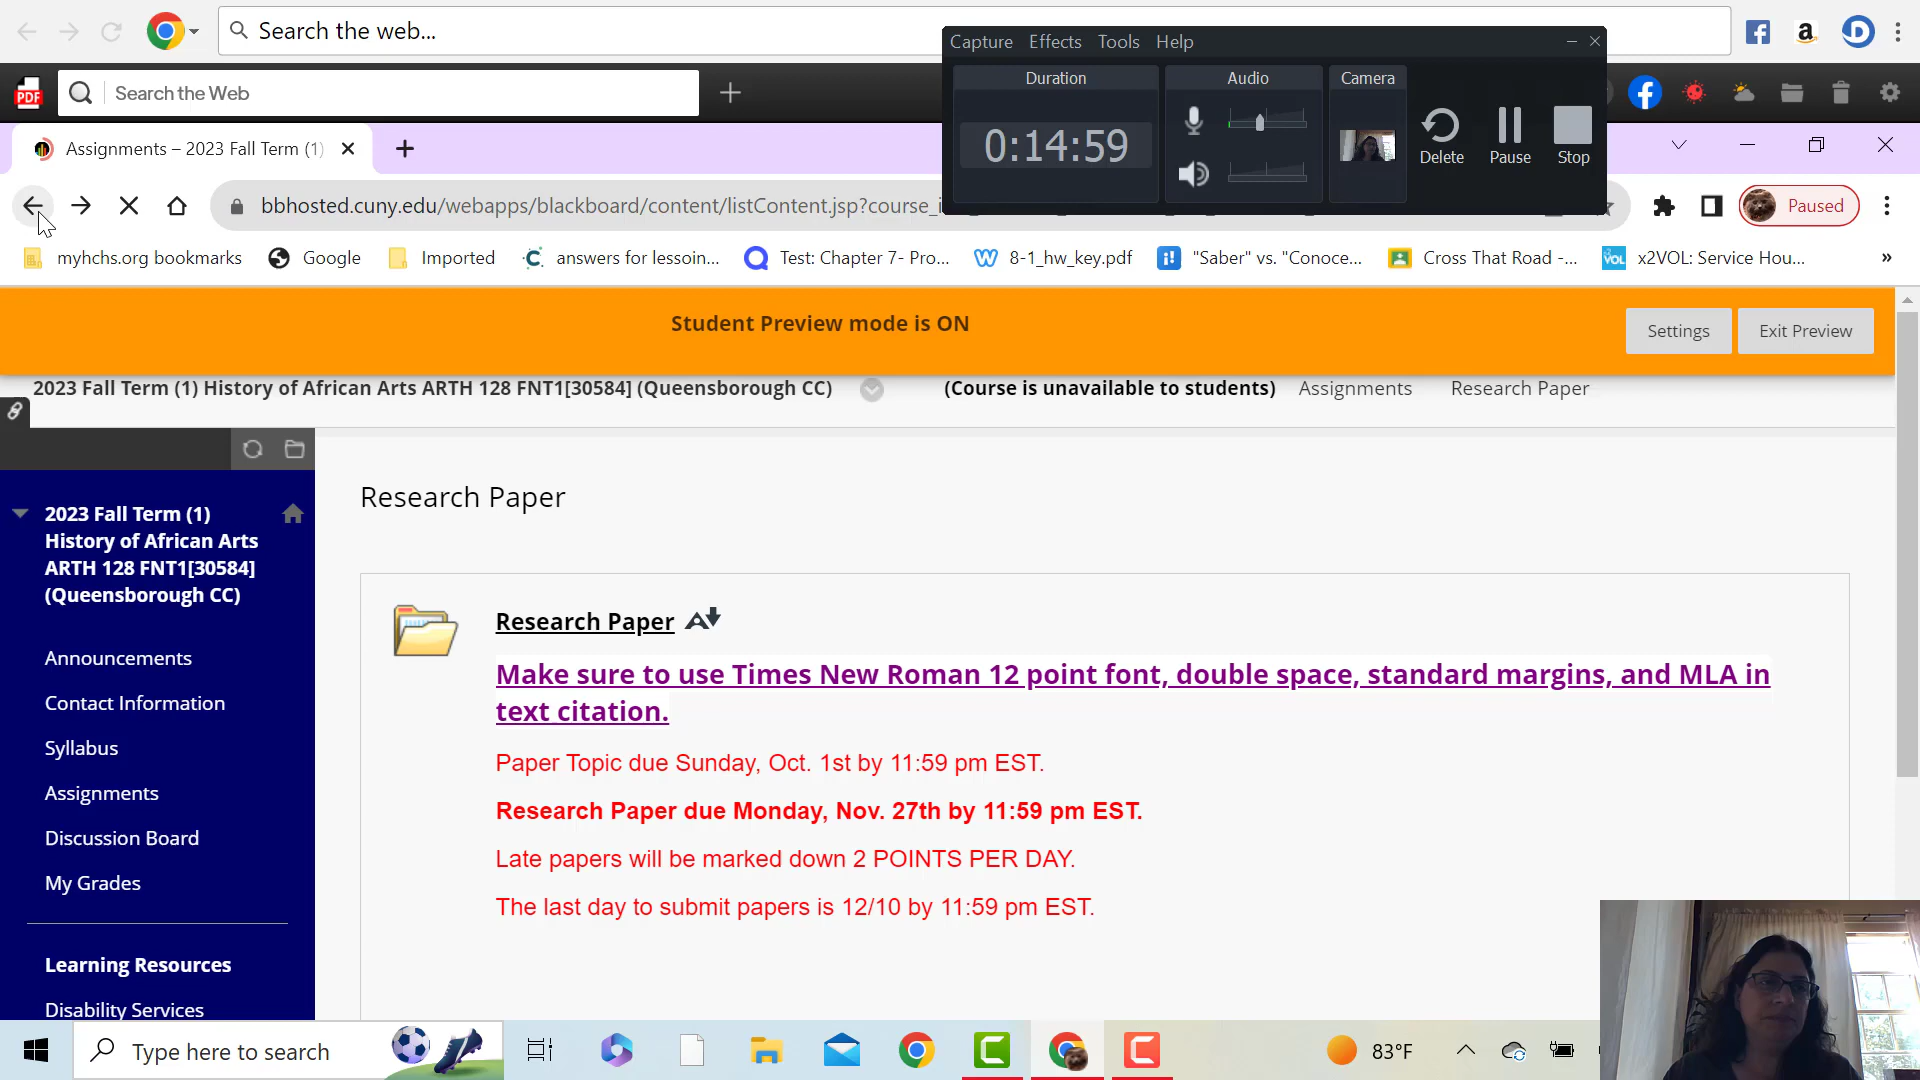 Search the web...
Capture Effects Tools Help
Duration
Audio
Camera
0:14:59
Delete
Pause
Stop
PDF
Search the Web
Assignments – 2023 Fall Term (1)
bbhosted.cuny.edu/webapps/blackboard/content/listContent.jsp?course_i
Paused
myhchs.org bookmarks
Google
Imported
answers for lessoin...
Test: Chapter 7- Pro...
8-1_hw_key.pdf
"Saber" vs. "Conoce...
Cross That Road -...
x2VOL: Service Hou...
Student Preview mode is ON
Settings
Exit Preview
2023 Fall Term (1) History of African Arts ARTH 128 FNT1[30584] (Queensborough CC)
(Course is unavailable to students)
Assignments
Research Paper
2023 Fall Term (1)
History of African Arts
ARTH 128 FNT1[30584]
(Queensborough CC)
Announcements
Contact Information
Syllabus
Assignments
Discussion Board
My Grades
Learning Resources
Disability Services
Research Paper
Research Paper
Make sure to use Times New Roman 12 point font, double space, standard margins, and MLA in
text citation.
Paper Topic due Sunday, Oct. 1st by 11:59 pm EST.
Research Paper due Monday, Nov. 27th by 11:59 pm EST.
Late papers will be marked down 2 POINTS PER DAY.
The last day to submit papers is 12/10 by 11:59 pm EST.
Type here to search
83°F